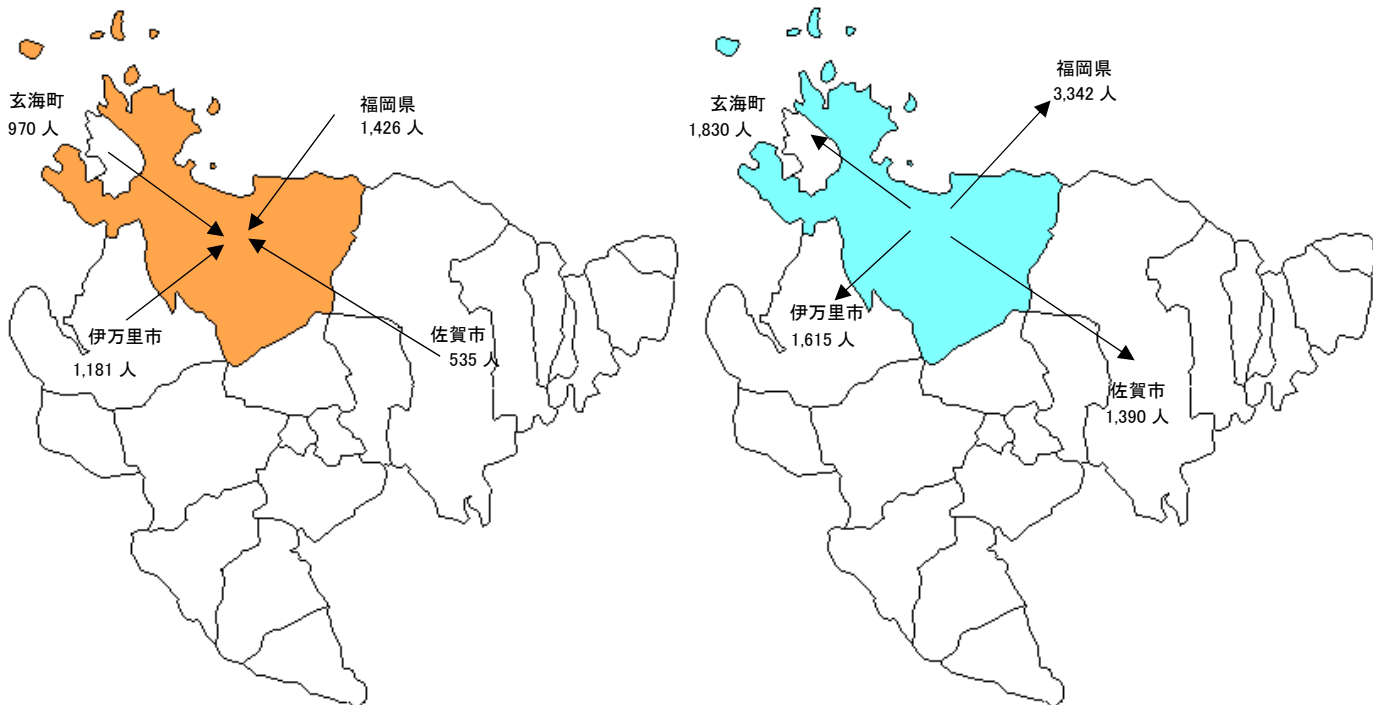 玄海町
970 人
福岡県
1,426 人
伊万里市
1,181 人
佐賀市
535 人
福岡県
3,342 人
玄海町
1,830 人
伊万里市
1,615 人
佐賀市
1,390 人